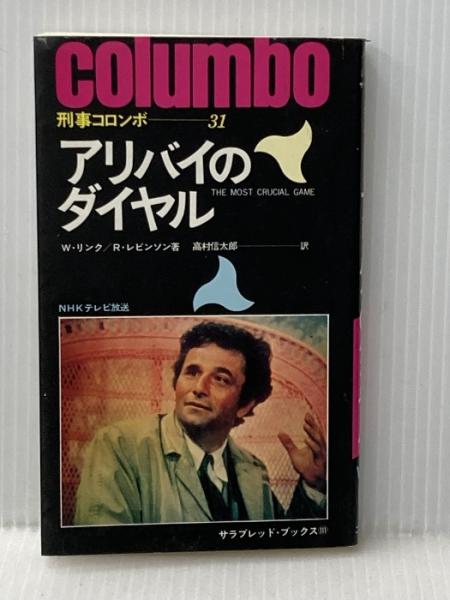 columbo
刑事コロンボ———31
アリバイの
ダイヤル
THE MOST CRUCIAL GAME
W・リンク／R・レビンソン著 高村信太郎———訳
NHKテレビ放送
サラブレッド・ブックス(111)